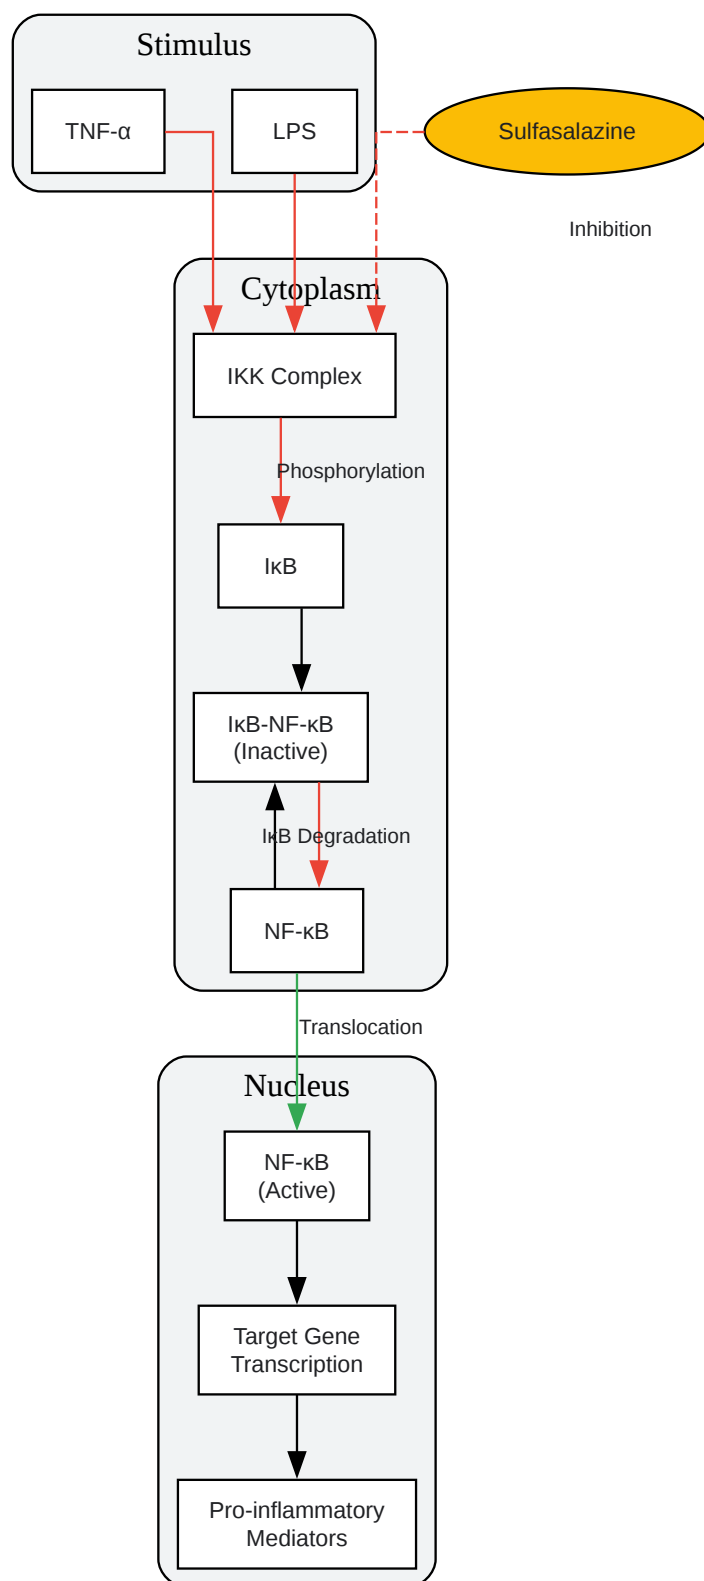 Stimulus
TNF-α
LPS
Sulfasalazine
Inhibition
Cytoplasm
IKK Complex
Phosphorylation
IκB
IκB-NF-κB
(Inactive)
IκB Degradation
NF-κB
Translocation
Nucleus
NF-κB
(Active)
Target Gene
Transcription
Pro-inflammatory
Mediators